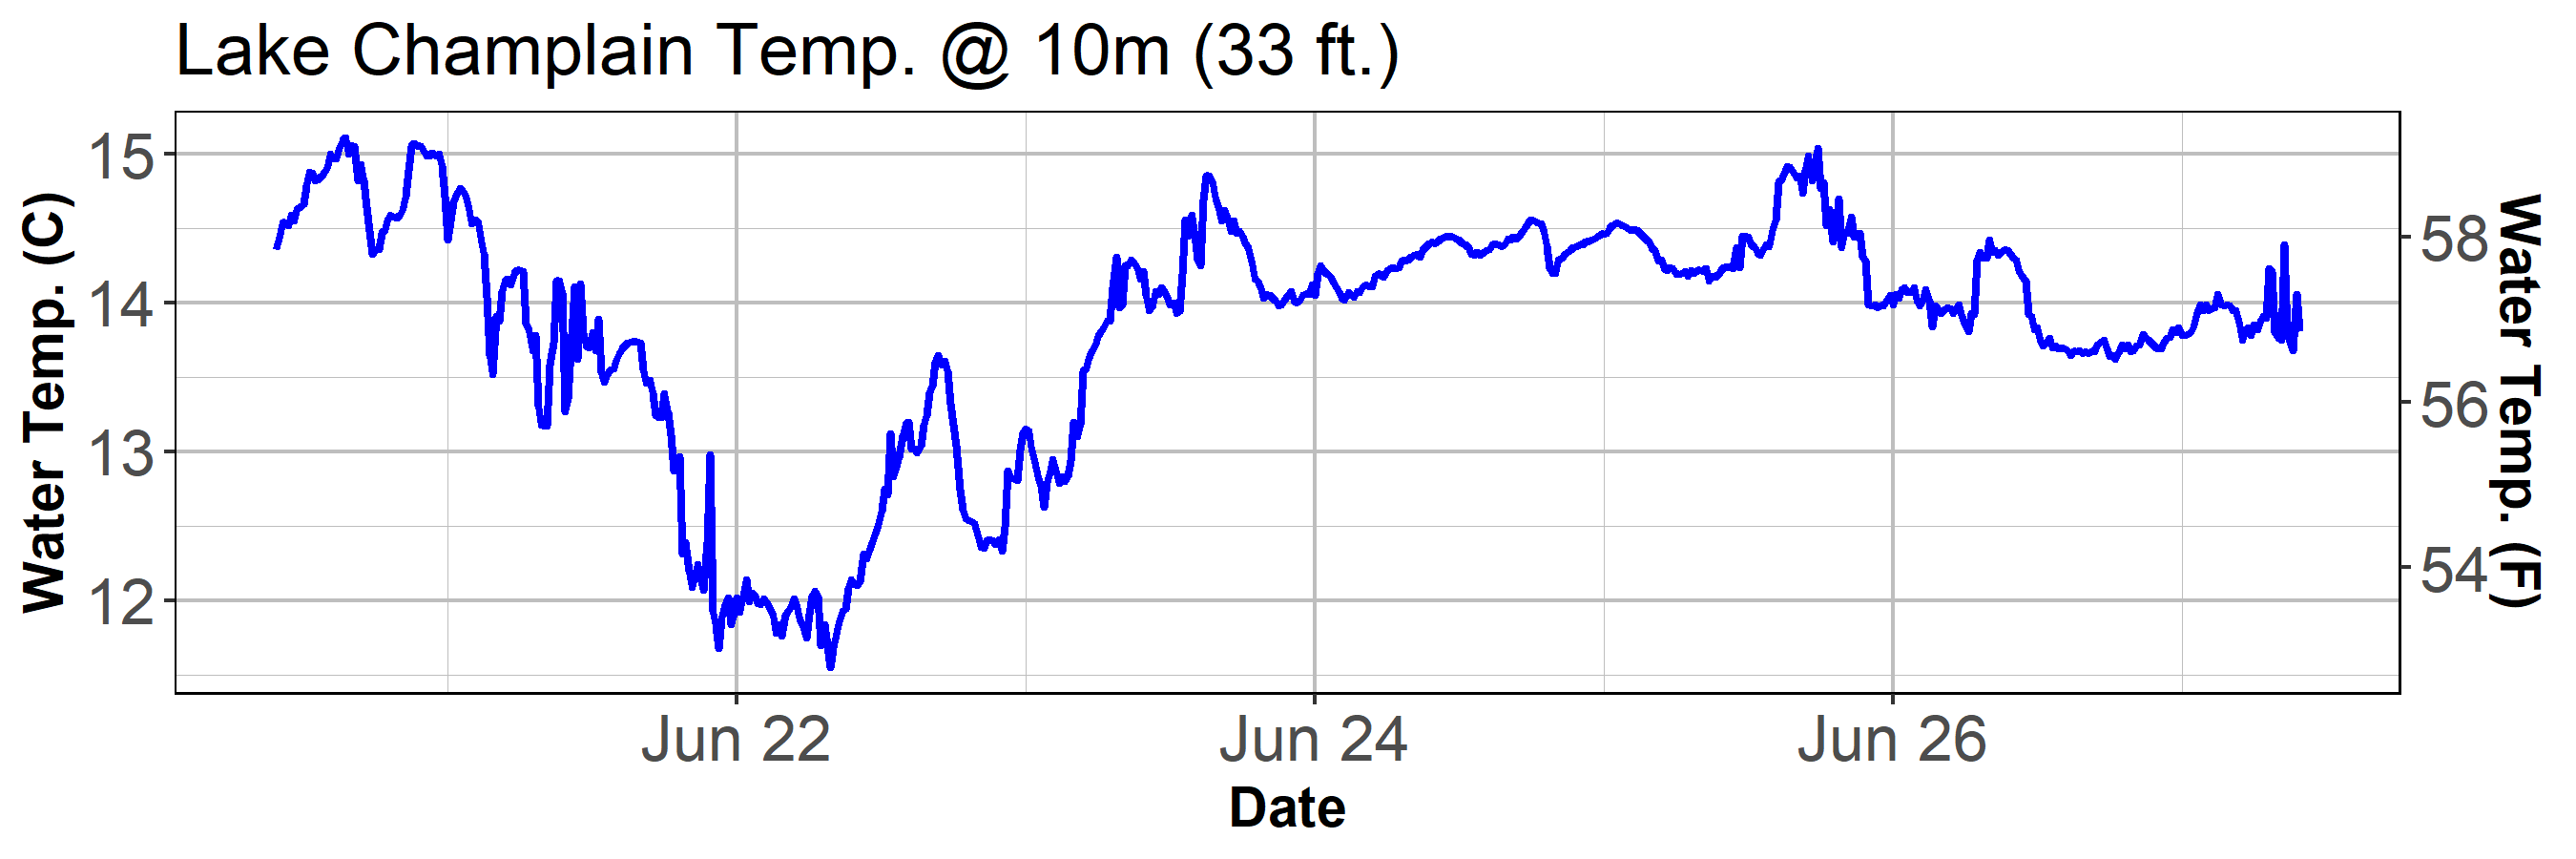 Lake Champlain Temp. @ 10m (33 ft.)
Water Temp. (C)
15
14
13
12
58
56
54
Water Temp. (F)
Jun 22
Jun 24
Jun 26
Date